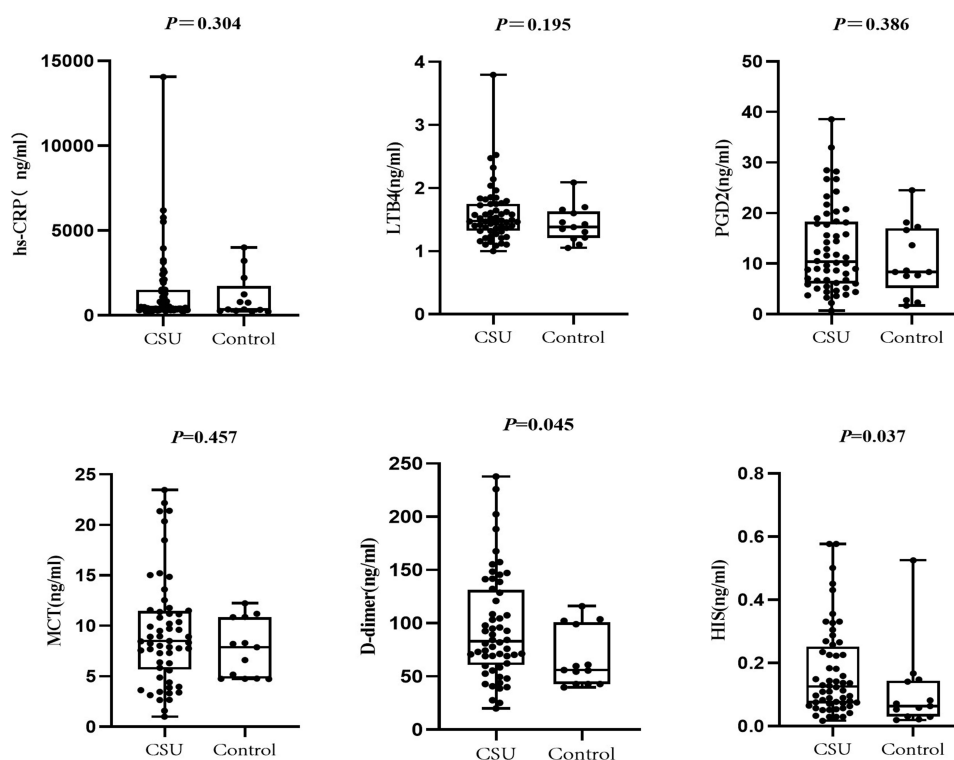 P=0.304
hs-CRP( ng/ml)
15000
10000
5000
0
CSU
Control
P=0.195
LTB4(ng/ml)
4
3
2
1
0
CSU
Control
P=0.386
PGD2(ng/ml)
50
40
30
20
10
0
CSU
Control
P=0.457
MCT(ng/ml)
25
20
15
10
5
0
CSU
Control
P=0.045
D-dimer(ng/ml)
250
200
150
100
50
0
CSU
Control
P=0.037
HIS(ng/ml)
0.8
0.6
0.4
0.2
0.0
CSU
Control